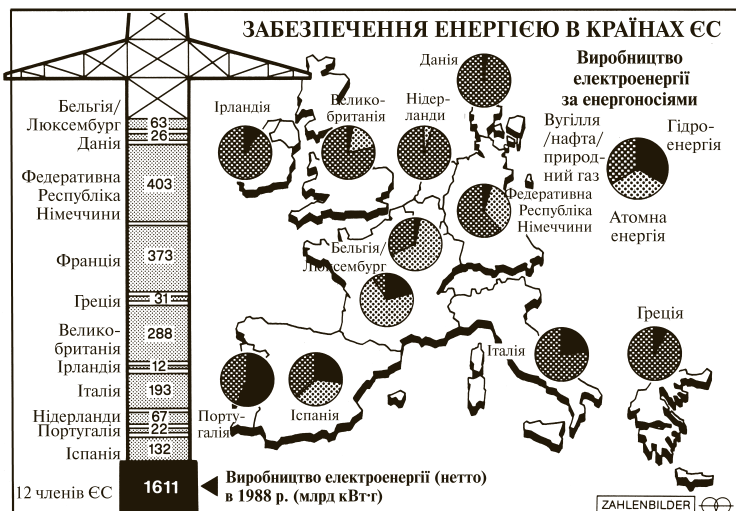 ЗАБЕЗПЕЧЕННЯ ЕНЕРГІЄЮ В КРАЇНАХ ЄС
Виробництво
електроенергії
за енергоносіями
Вугілля
/нафта/
природ-
ний газ
Гідро-
енергія
Атомна
енергія
Бельгія/
Люксембург
63
Данія
26
Федеративна
Республіка
Німеччини
403
Франція
373
Греція
31
Велико-
британія
288
Ірландія
12
Італія
193
Нідерланди
67
Португалія
22
Іспанія
132
12 членів ЄС
1611
Виробництво електроенергії (нетто)
в 1988 р. (млрд кВт·г)
Ірландія
Велико-
британія
Нідер-
ланди
Данія
Федеративна
Республіка
Німеччини
Бельгія/
Люксембург
Порту-
галія
Іспанія
Італія
Греція
ZAHLENBILDER